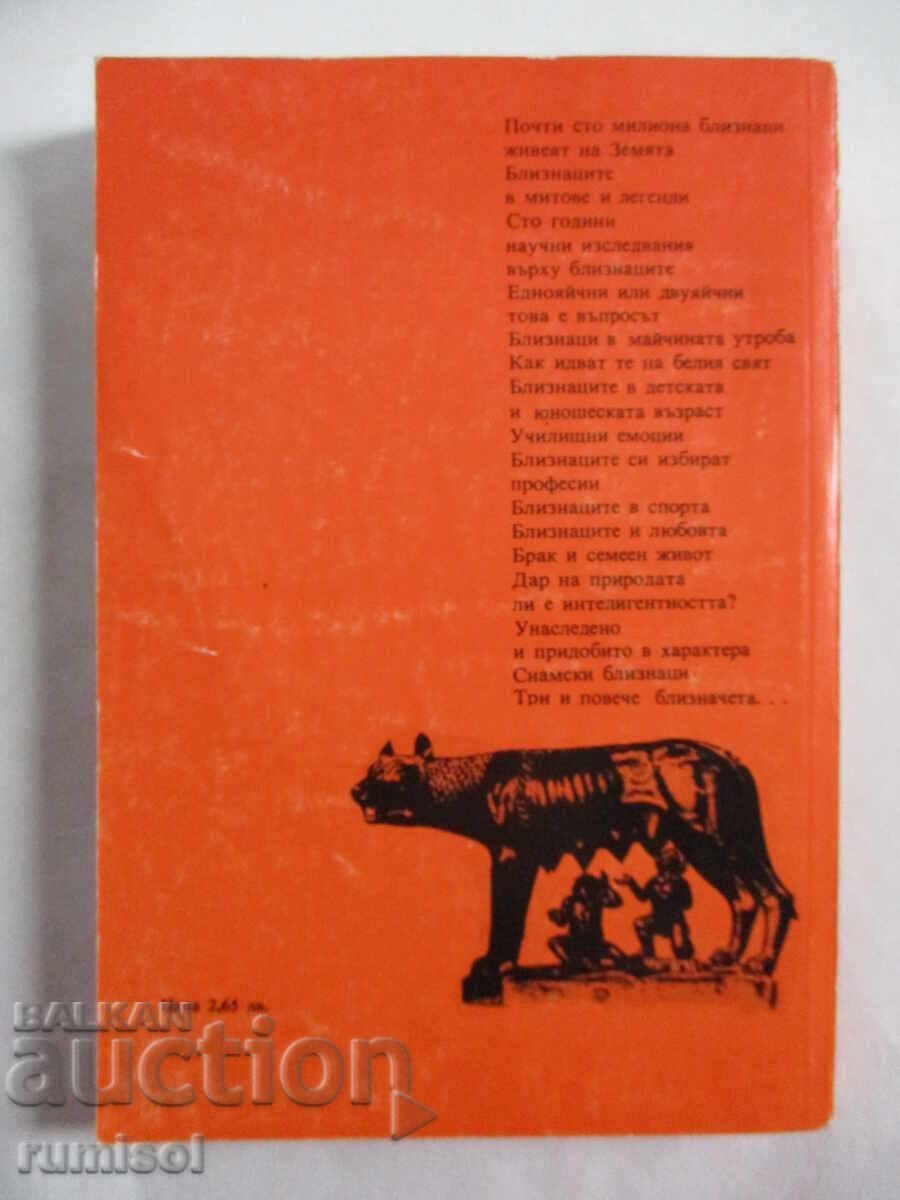 Почти сто милиона близнаци
живеят на Земята
Близнаците
в митове и легенди
Сто години
научни изследвания
върху близнаците
Еднояйчни или двуяйчни
това е въпросът
Близнаци в майчината утроба
Как идват те на белия свят
Близнаците в детската
и юношеската възраст
Училищни емоции
Близнаците си избират
професии
Близнаците в спорта
Близнаците и любовта
Брак и семеен живот
Дар на природата
ли е интелигентността?
Унаследено
и придобито в характера
Сиамски близнаци
Три и повече близначета. . .
Цена 2,65 лв.
BALKAN
auction
rumisol